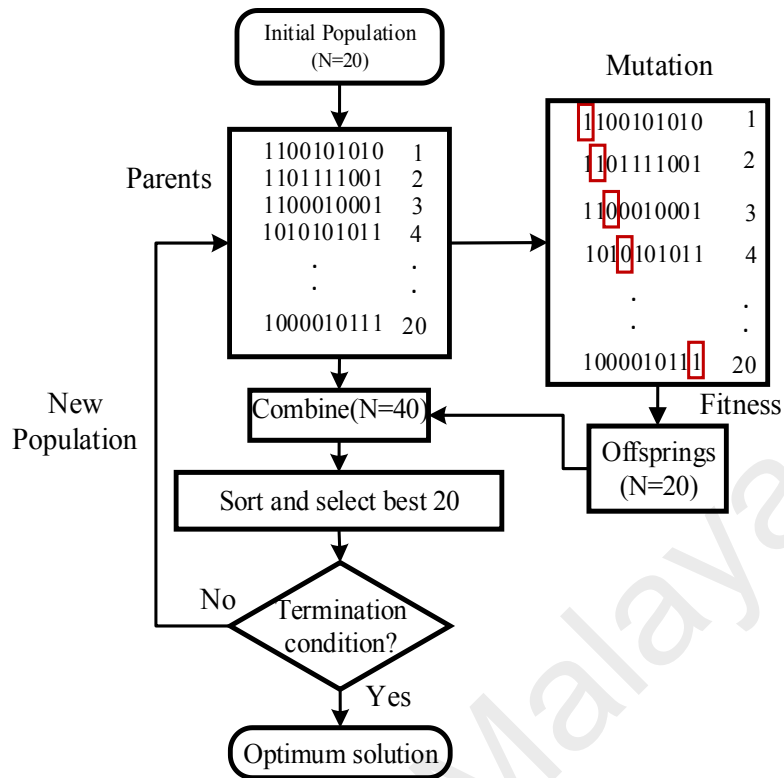 Initial Population
(N=20)
Mutation
Parents
1100101010 1
1101111001 2
1100010001 3
1010101011 4
. .
. .
1000010111 20
1100101010 1
1101111001 2
1100010001 3
1010101011 4
. .
. .
1000010111 20
New
Population
Combine(N=40)
Fitness
Offsprings
(N=20)
Sort and select best 20
No
Termination
condition?
Yes
Optimum solution
Malaya